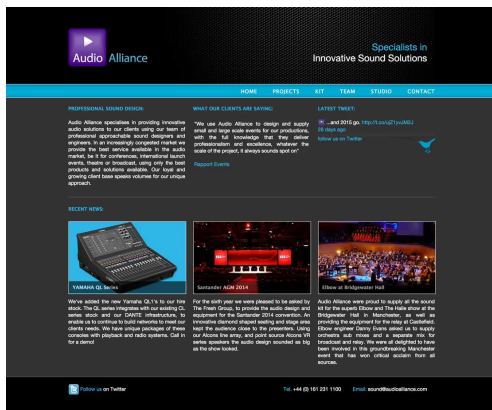 Audio Alliance
Specialists in
Innovative Sound Solutions
HOME PROJECTS KIT TEAM STUDIO CONTACT
PROFESSIONAL SOUND DESIGN:
Audio Alliance specialises in providing innovative
audio solutions to our clients using our team of
professional approachable sound designers and
engineers. In an increasingly congested market we
provide the best service available in the audio
market, be it for conferences, international launch
events, theatre or broadcast, using only the best
products and solutions available. Our loyal and
growing client base speaks volumes for our unique
approach.
WHAT OUR CLIENTS ARE SAYING:
"We use Audio Alliance to design and supply
small and large scale events for our productions,
with the full knowledge that they deliver
professionalism and excellence, whatever the
scale of the project, it always sounds spot on"
Rapport Events
LATEST TWEET:
...and 2015 go.
28 days ago
follow us on Twitter
RECENT NEWS:
YAMAHA QL Series
We've added the new Yamaha QL1's to our hire
stock. The QL series integrates with our existing CL
series stock and our DANTE infrastructure, to
enable us to continue to build networks to meet our
clients needs. We have unique packages of these
consoles with playback and radio systems. Call in
for a demo!
Santander AGM 2014
For the sixth year we were pleased to be asked by
The Fresh Group, to provide the audio design and
equipment for the Santander 2014 convention. An
innovative diamond shaped seating and stage area
kept the audience close to the presenters. Using
our Alcons line array, and point source Alcons VR
series speakers the audio design sounded as big
as the show looked.
Elbow at Bridgewater Hall
Audio Alliance were proud to supply all the sound
kit for the superb Elbow and The Halle show at the
Bridgewater Hall in Manchester, as well as
providing the equipment for the relay at Castlefield.
Elbow engineer Danny Evans asked us to supply
orchestra sub mixes and a separate mix for
broadcast and relay. We were all delighted to have
been involved in this groundbreaking Manchester
event that has won critical acclaim from all
sources.
Follow us on Twitter
Tel. +44 (0) 161 231 1100 Email: sound@audioalliance.com